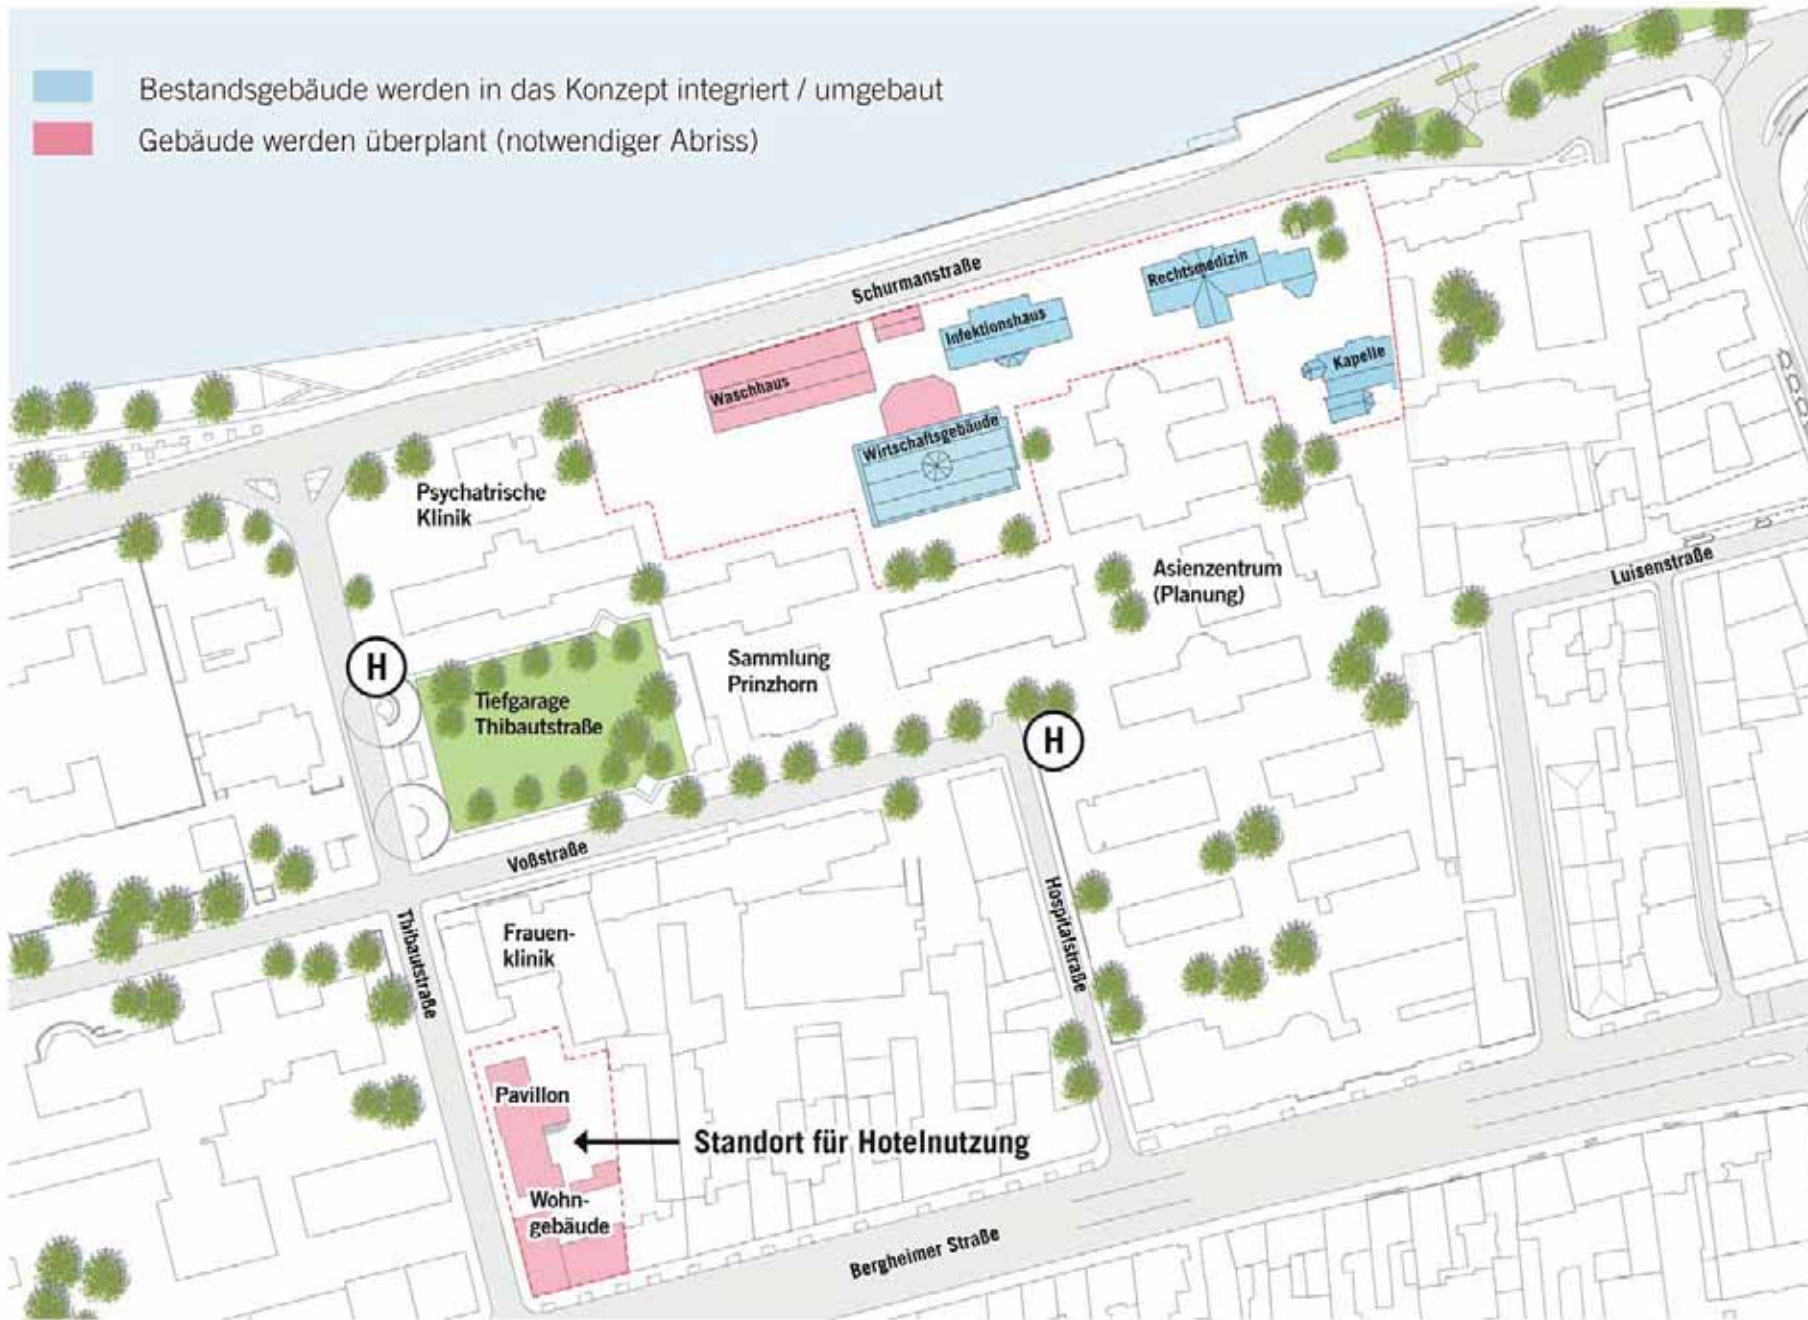 Bestandsgebäude werden in das Konzept integriert / umgebaut
Gebäude werden überplant (notwendiger Abriss)
Schurmanstraße
Rechtsmedizin
Infektionshaus
Kapelle
Waschhaus
Wirtschaftsgebäude
Psychatrische
Klinik
Asienzentrum
(Planung)
Luisenstraße
H
Sammlung
Prinzhorn
Tiefgarage
Thibautstraße
H
Voßstraße
Hospitalstraße
Thibautstraße
Frauen-
klinik
Pavillon
Standort für Hotelnutzung
Wohn-
gebäude
Bergheimer Straße